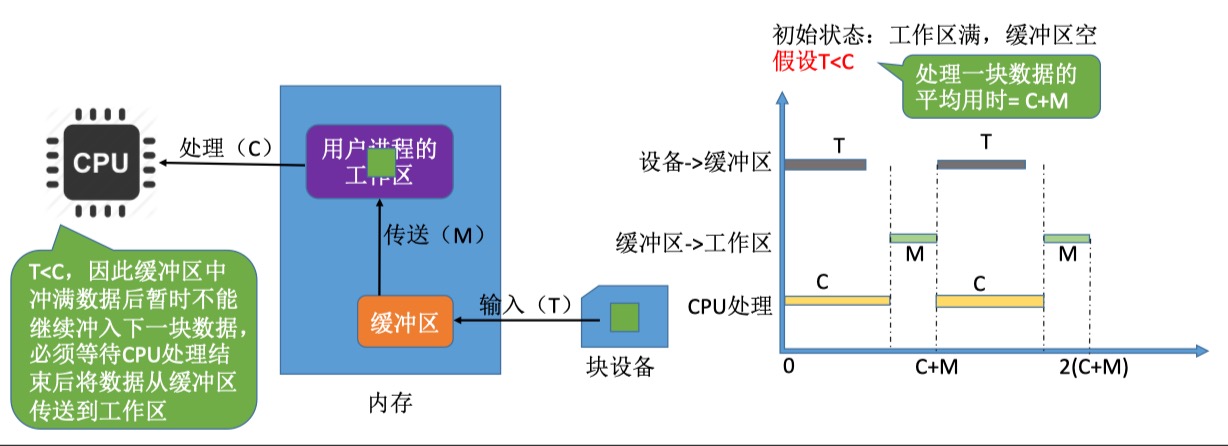 初始状态：工作区满，缓冲区空
假设T<C
处理一块数据的
平均用时= C+M
CPU
处理（C）
用户进程的
工作区
传送（M）
缓冲区
输入（T）
块设备
内存
T<C，因此缓冲区中
冲满数据后暂时不能
继续冲入下一块数据，
必须等待CPU处理结
束后将数据从缓冲区
传送到工作区
设备->缓冲区
T
T
缓冲区->工作区
M
M
CPU处理
C
C
0
C+M
2(C+M)